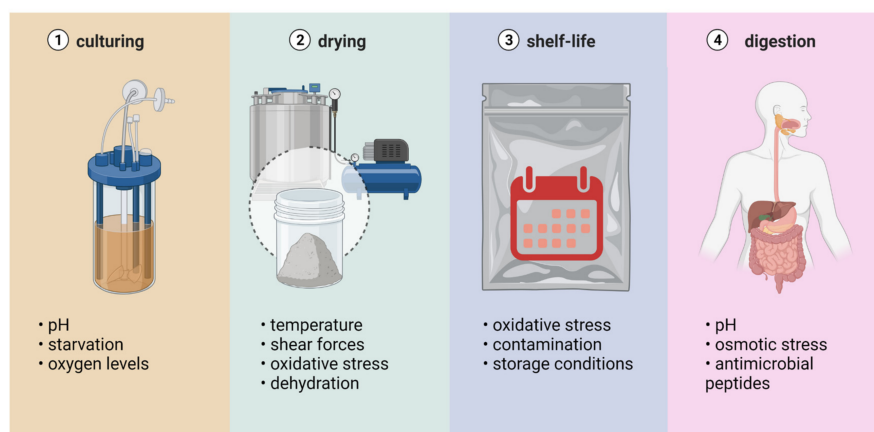 1 culturing
• pH
• starvation
• oxygen levels
2 drying
• temperature
• shear forces
• oxidative stress
• dehydration
3 shelf-life
• oxidative stress
• contamination
• storage conditions
4 digestion
• pH
• osmotic stress
• antimicrobial
peptides